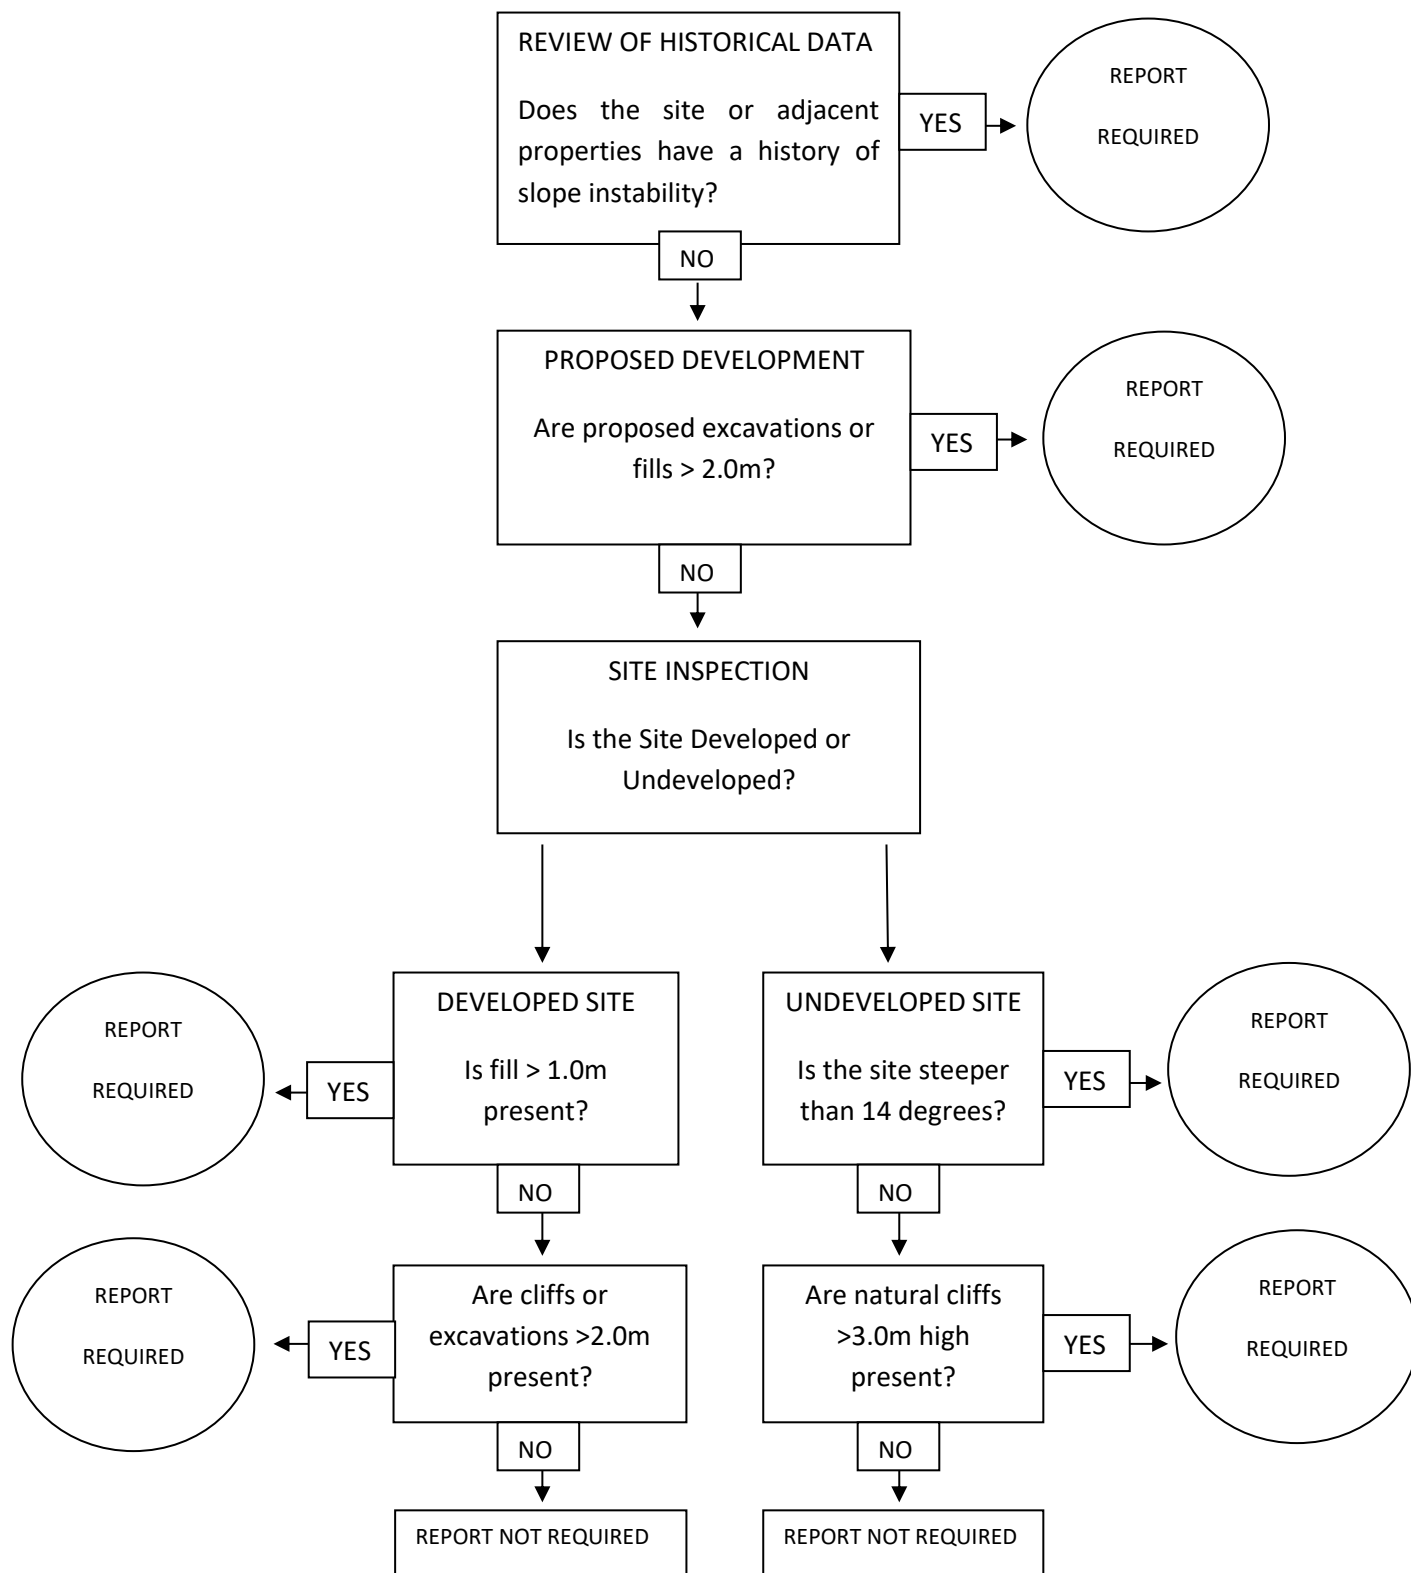 REVIEW OF HISTORICAL DATA
Does the site or adjacent
properties have a history of
slope instability?
YES
REPORT
REQUIRED
NO
PROPOSED DEVELOPMENT
Are proposed excavations or
fills > 2.0m?
YES
REPORT
REQUIRED
NO
SITE INSPECTION
Is the Site Developed or
Undeveloped?
REPORT
REQUIRED
YES
DEVELOPED SITE
Is fill > 1.0m
present?
NO
UNDEVELOPED SITE
Is the site steeper
than 14 degrees?
YES
REPORT
REQUIRED
NO
REPORT
REQUIRED
YES
Are cliffs or
excavations >2.0m
present?
NO
Are natural cliffs
>3.0m high
present?
YES
REPORT
REQUIRED
NO
REPORT NOT REQUIRED
REPORT NOT REQUIRED